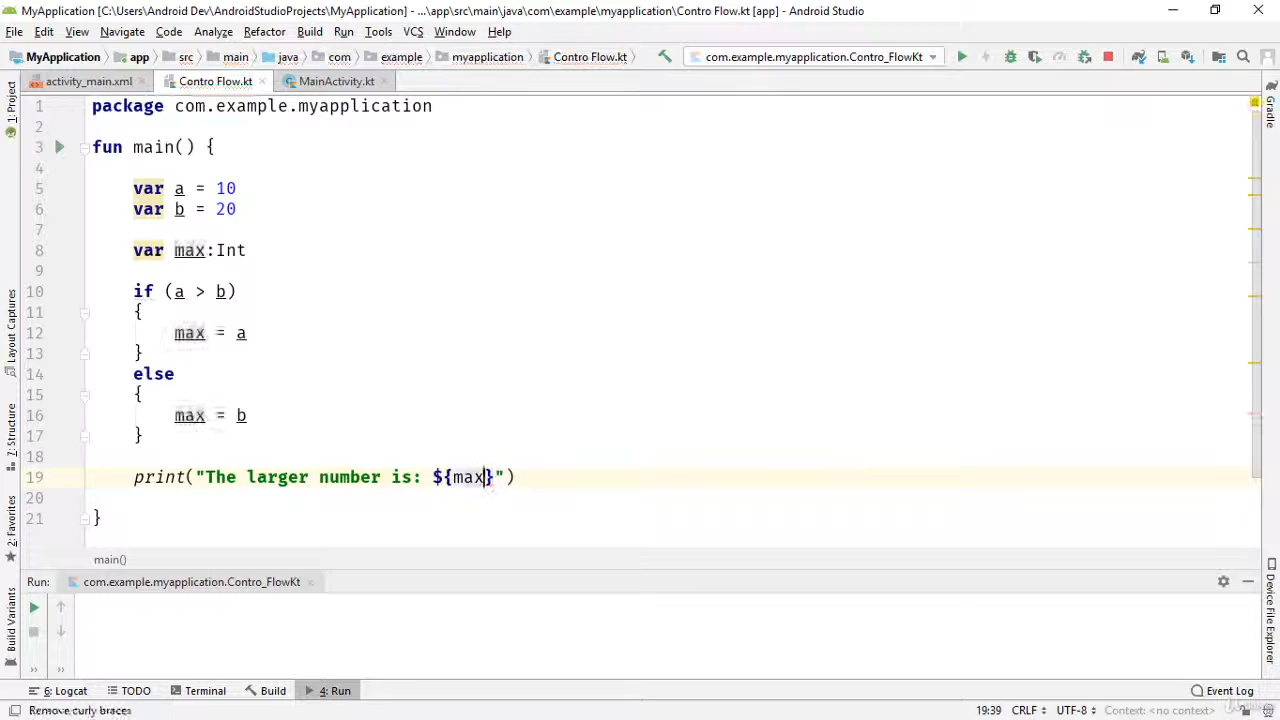 MyApplication [C:\Users\Android Dev\AndroidStudioProjects\MyApplication] - ...\app\src\main\java\com\example\myapplication\Contro Flow.kt [app] - Android Studio
File Edit View Navigate Code Analyze Refactor Build Run Tools VCS Window Help
MyApplication app src main java com example myapplication Contro Flow.kt com.example.myapplication.Contro_FlowKt
activity_main.xml Contro Flow.kt MainActivity.kt
1: Project
Layout Captures
7: Structure
2: Favorites
Build Variants
Gradle
Device File Explorer
1 package com.example.myapplication
2
3 fun main() {
4
5 var a = 10
6 var b = 20
7
8 var max:Int
9
10 if (a > b)
11 {
12 max = a
13 }
14 else
15 {
16 max = b
17 }
18
19 print("The larger number is: ${max}")
20
21 }
main()
Run: com.example.myapplication.Contro_FlowKt
6: Logcat TODO Terminal Build 4: Run Event Log
Remove curly braces 19:39 CRLF UTF-8 Context: <no context>